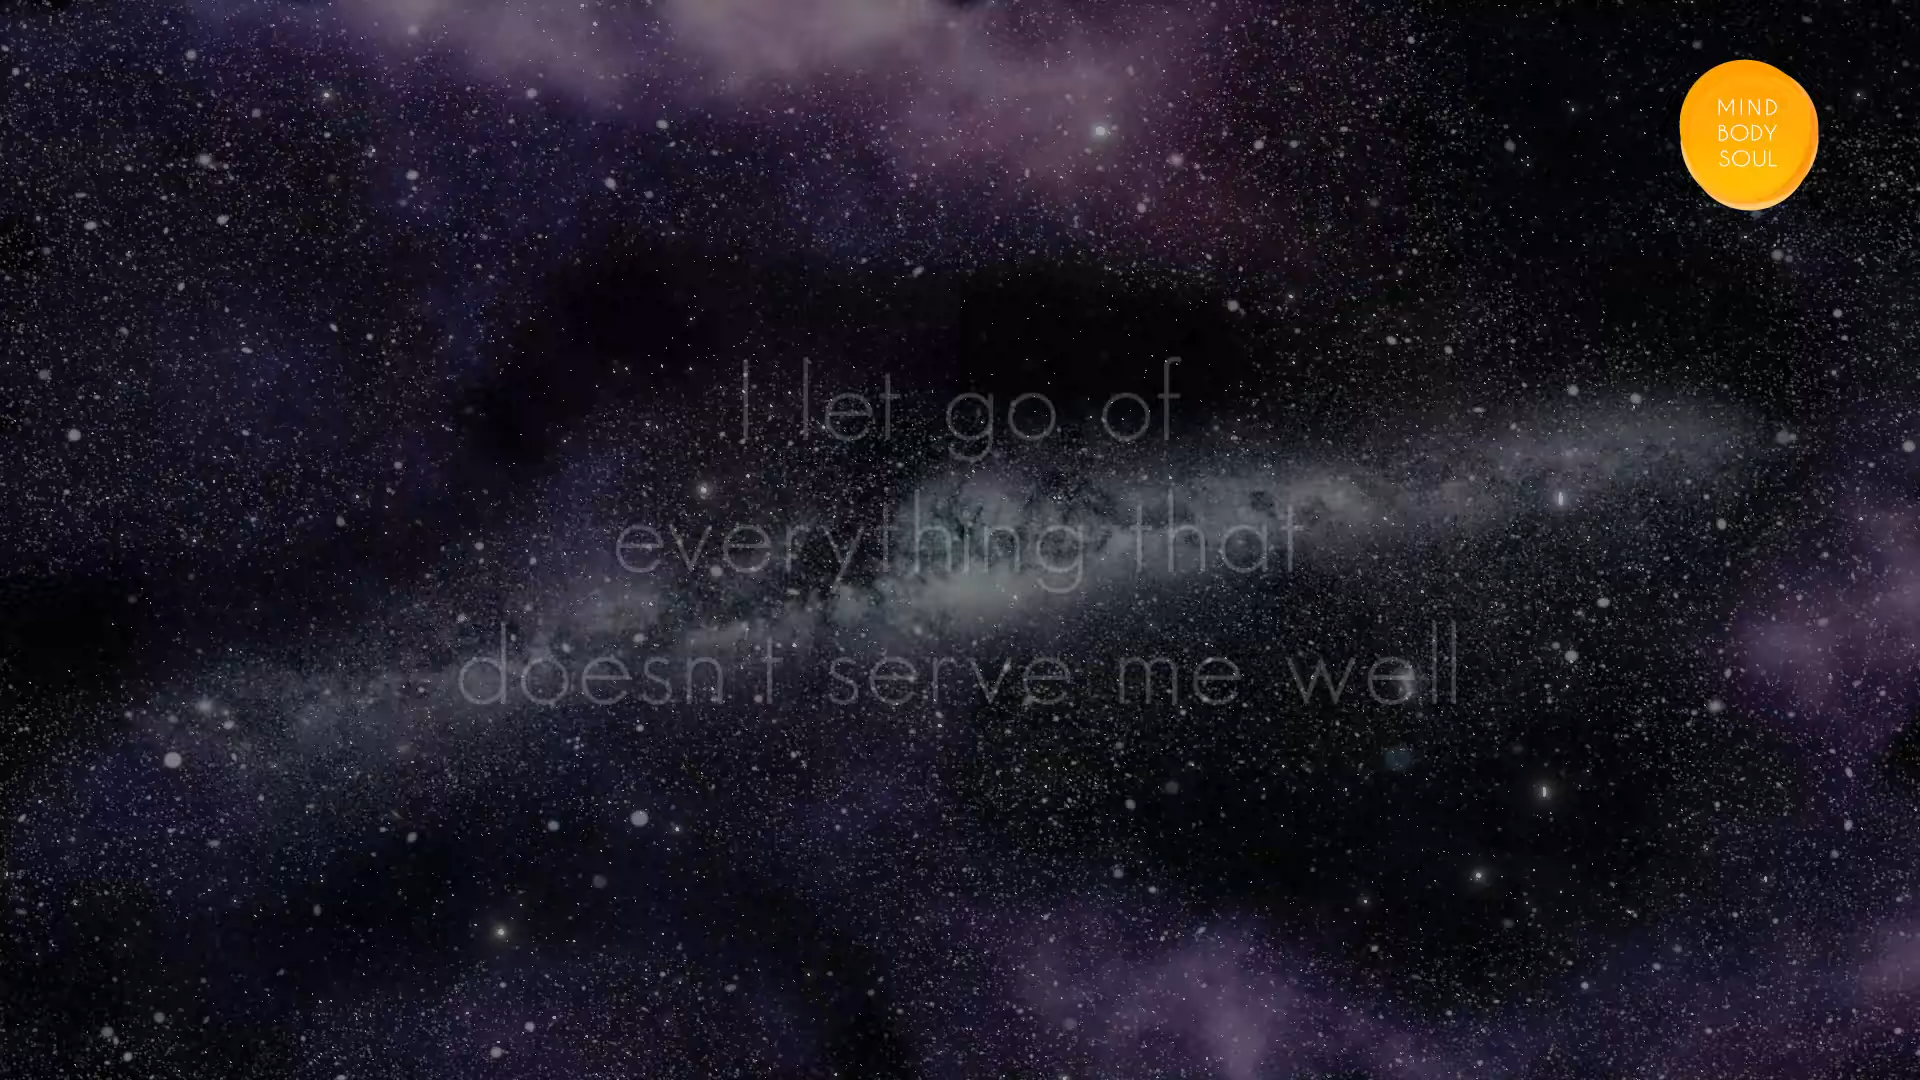 MIND
BODY
SOUL
I let go of
everything that
doesn't serve me well